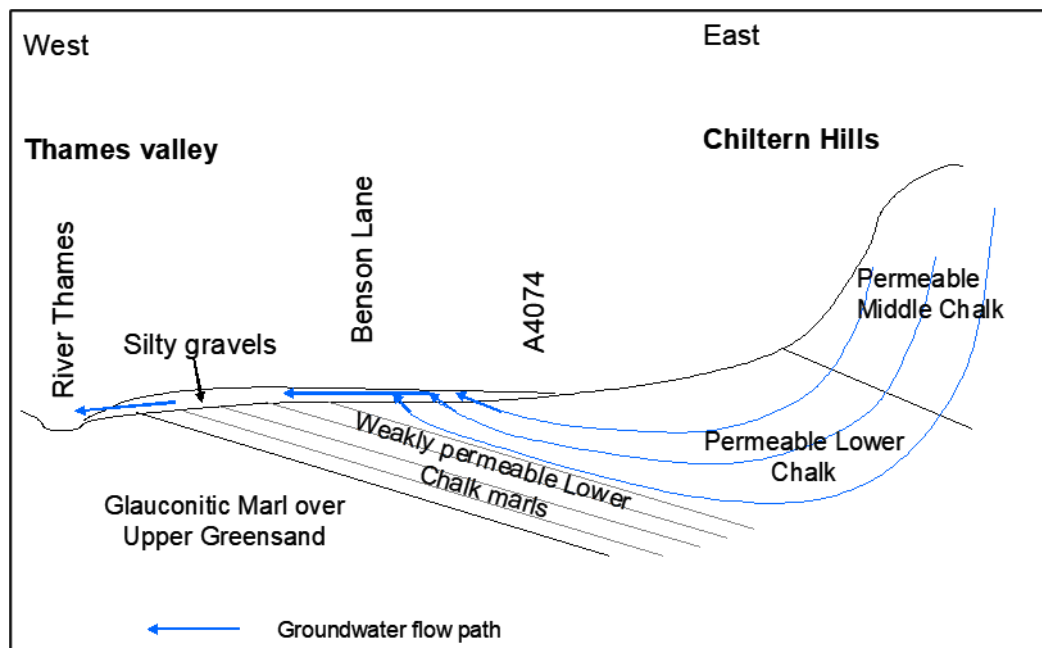 West
East
Thames valley
Chiltern Hills
River Thames
Benson Lane
A4074
Silty gravels
Permeable
Middle Chalk
Permeable Lower
Chalk
Weakly permeable Lower
Chalk marls
Glauconitic Marl over
Upper Greensand
Groundwater flow path